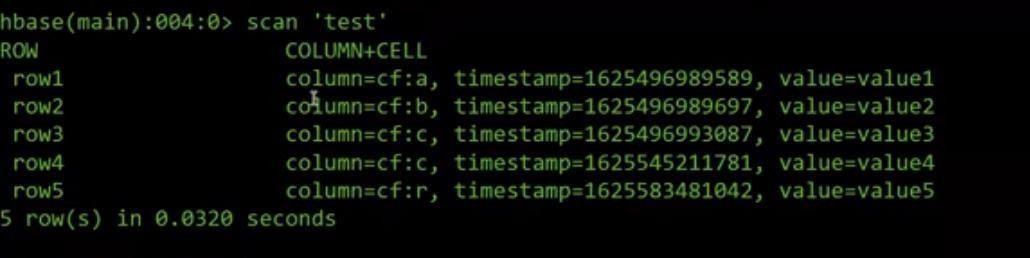 hbase(main):004:0> scan 'test'
ROW                   COLUMN+CELL
 row1                 column=cf:a, timestamp=1625496989589, value=value1
 row2                 column=cf:b, timestamp=1625496989697, value=value2
 row3                 column=cf:c, timestamp=1625496993087, value=value3
 row4                 column=cf:c, timestamp=1625545211781, value=value4
 row5                 column=cf:r, timestamp=1625583481042, value=value5
5 row(s) in 0.0320 seconds